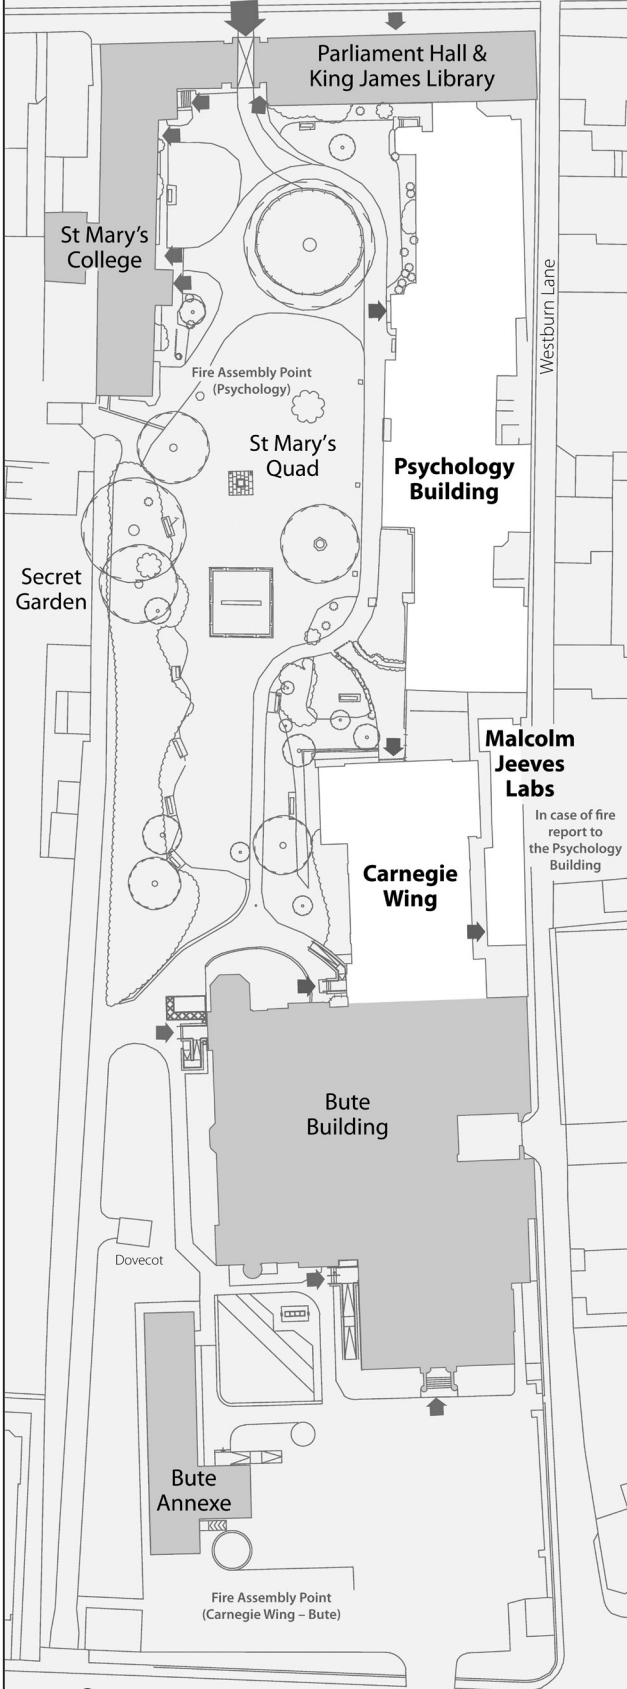 Parliament Hall &
King James Library
St Mary's
College
Westburn Lane
Fire Assembly Point
(Psychology)
St Mary's
Quad
Psychology
Building
Secret
Garden
Malcolm
Jeeves
Labs
In case of fire
report to
the Psychology
Building
Carnegie
Wing
Bute
Building
Dovecot
Bute
Annexe
Fire Assembly Point
(Carnegie Wing – Bute)